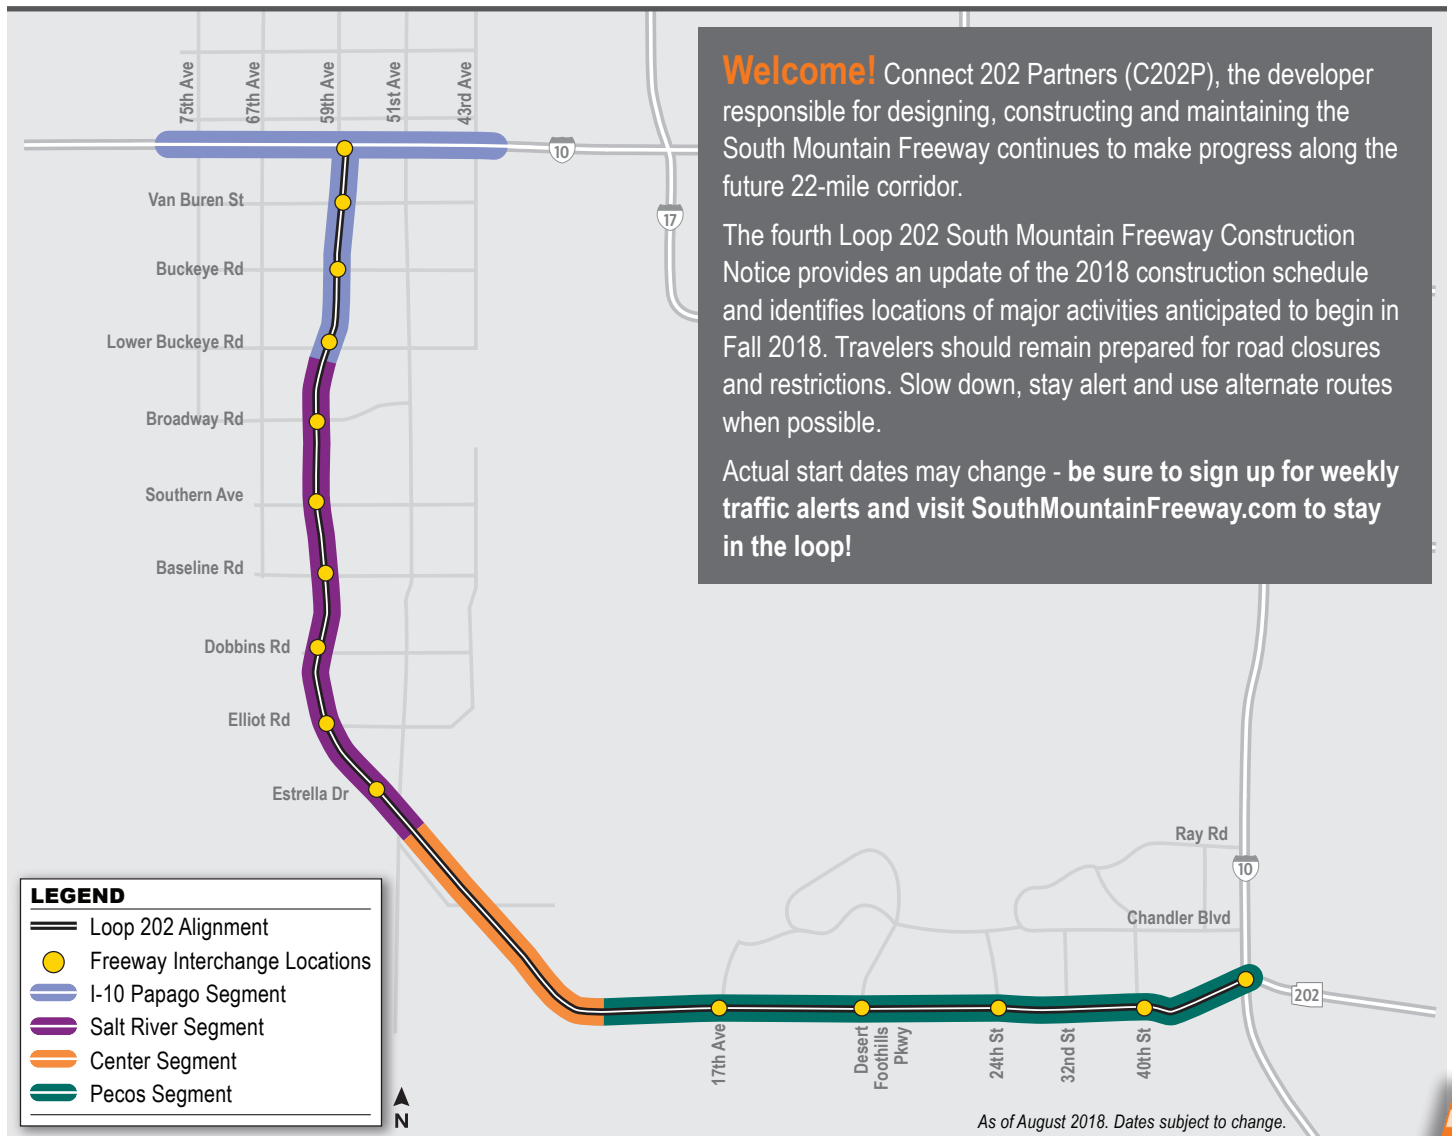 Welcome! Connect 202 Partners (C202P), the developer
responsible for designing, constructing and maintaining the
South Mountain Freeway continues to make progress along the
future 22-mile corridor.
The fourth Loop 202 South Mountain Freeway Construction
Notice provides an update of the 2018 construction schedule
and identifies locations of major activities anticipated to begin in
Fall 2018. Travelers should remain prepared for road closures
and restrictions. Slow down, stay alert and use alternate routes
when possible.
Actual start dates may change - be sure to sign up for weekly
traffic alerts and visit SouthMountainFreeway.com to stay
in the loop!
75th Ave
67th Ave
59th Ave
51st Ave
43rd Ave
10
17
Van Buren St
Buckeye Rd
Lower Buckeye Rd
Broadway Rd
Southern Ave
Baseline Rd
Dobbins Rd
Elliot Rd
Estrella Dr
Ray Rd
10
Chandler Blvd
202
17th Ave
Desert
Foothills
Pkwy
24th St
32nd St
40th St
LEGEND
Loop 202 Alignment
Freeway Interchange Locations
I-10 Papago Segment
Salt River Segment
Center Segment
Pecos Segment
N
As of August 2018. Dates subject to change.